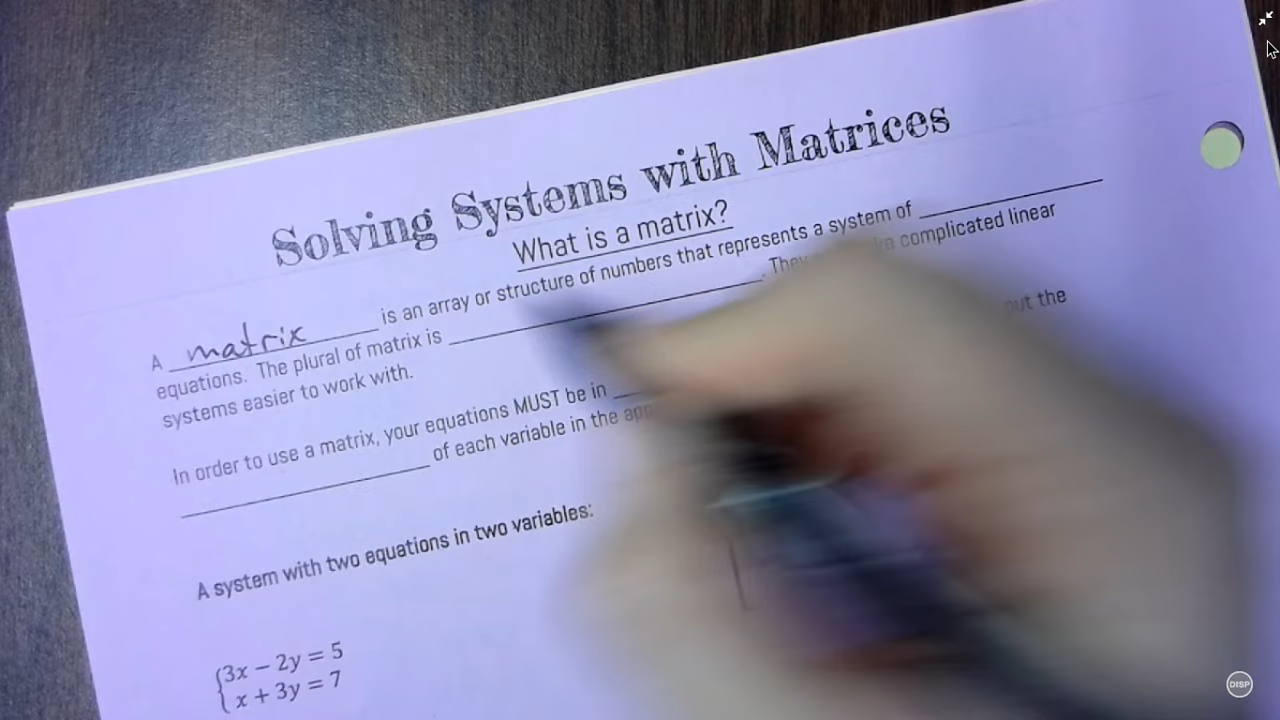 Solving Systems with Matrices
What is a matrix?
A matrix is an array or structure of numbers that represents a system of
equations. The plural of matrix is . They complicated linear
systems easier to work with.
In order to use a matrix, your equations MUST be in out the
of each variable in the
A system with two equations in two variables:
3x − 2y = 5
x + 3y = 7
DISP